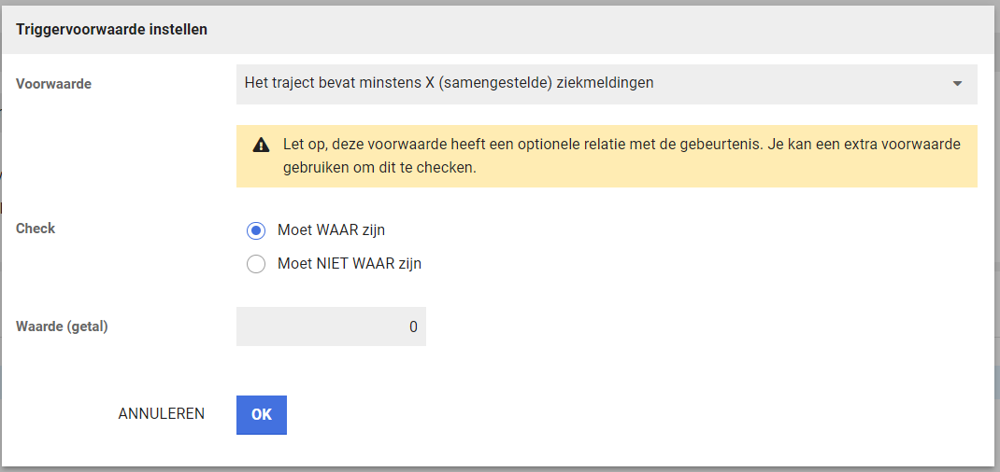 Triggervoorwaarde instellen
Voorwaarde
Het traject bevat minstens X (samengestelde) ziekmeldingen
Let op, deze voorwaarde heeft een optionele relatie met de gebeurtenis. Je kan een extra voorwaarde
gebruiken om dit te checken.
Check
Moet WAAR zijn
Moet NIET WAAR zijn
Waarde (getal)
0
ANNULEREN
OK